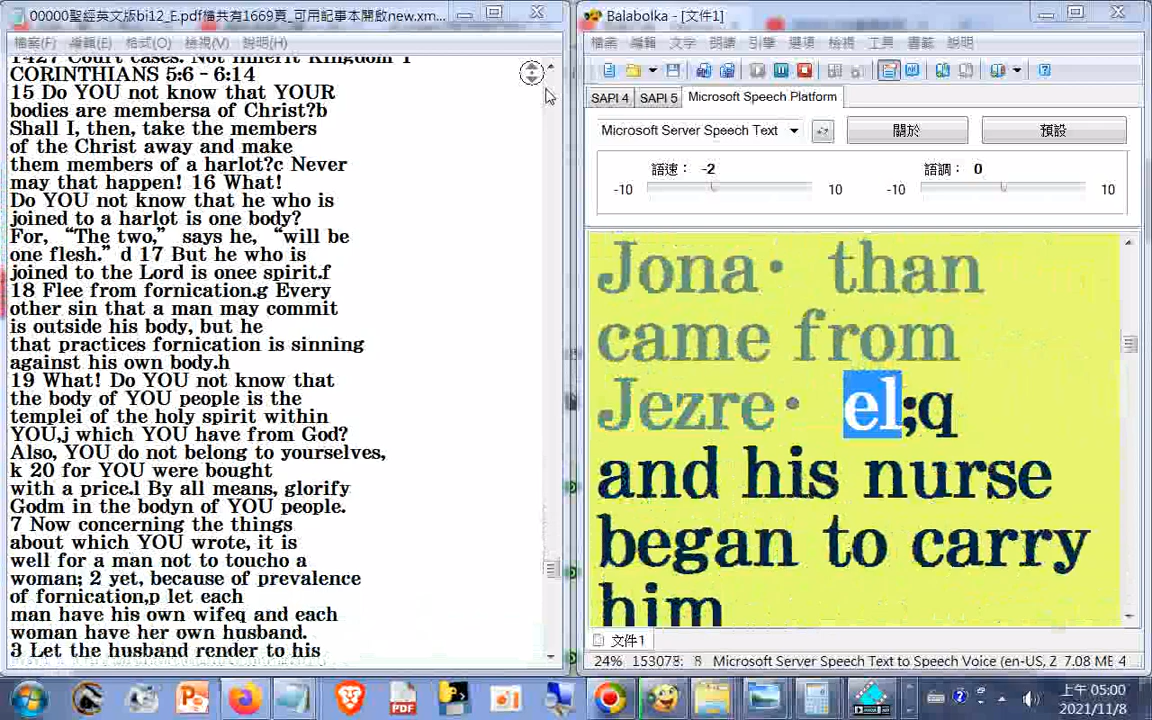 00000聖經英文版bi12_E.pdf檔共有1669頁_可用記事本開啟new.xm...
檔案(F) 編輯(E) 格式(O) 檢視(V) 說明(H)
1427 Court cases. Not inherit Kingdom 1
CORINTHIANS 5:6 - 6:14
15 Do YOU not know that YOUR
bodies are membersa of Christ?b
Shall I, then, take the members
of the Christ away and make
them members of a harlot?c Never
may that happen! 16 What!
Do YOU not know that he who is
joined to a harlot is one body?
For, “The two,” says he, “will be
one flesh.” d 17 But he who is
joined to the Lord is onee spirit.f
18 Flee from fornication.g Every
other sin that a man may commit
is outside his body, but he
that practices fornication is sinning
against his own body.h
19 What! Do YOU not know that
the body of YOU people is the
templei of the holy spirit within
YOU,j which YOU have from God?
Also, YOU do not belong to yourselves,
k 20 for YOU were bought
with a price.l By all means, glorify
Godm in the bodyn of YOU people.
7 Now concerning the things
about which YOU wrote, it is
well for a man not to toucho a
woman; 2 yet, because of prevalence
of fornication,p let each
man have his own wifeq and each
woman have her own husband.
3 Let the husband render to his
Balabolka - [文件1]
檔案 編輯 文字 朗讀 引擎 選項 檢視 工具 書籤 說明
SAPI 4 SAPI 5 Microsoft Speech Platform
Microsoft Server Speech Text 關於 預設
語速： -2 語調： 0
-10 10 -10 10
Jona· than
came from
Jezre· el;q
and his nurse
began to carry
him
文件1
24% 153078: 8 Microsoft Server Speech Text to Speech Voice (en-US, Z 7.08 ME 4
PDF
上午 05:00
2021/11/8